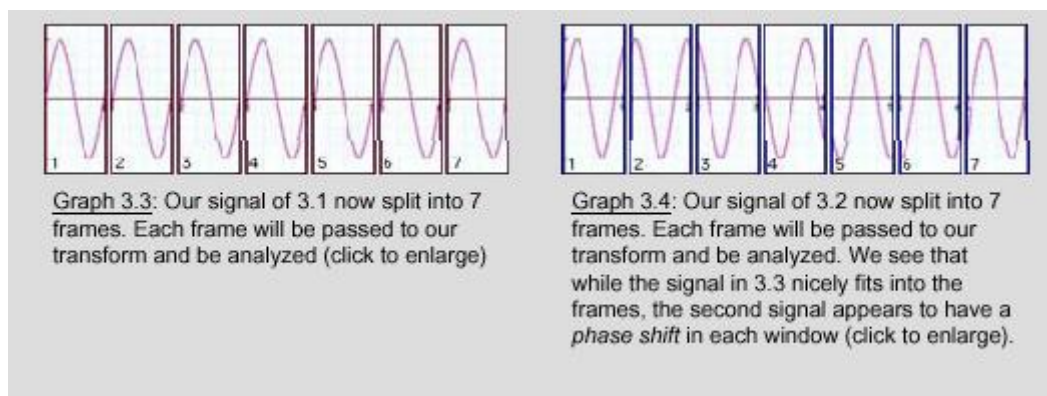 1 2 3 4 5 6 7
1 2 3 4 5 6 7
Graph 3.3: Our signal of 3.1 now split into 7
frames. Each frame will be passed to our
transform and be analyzed (click to enlarge)
Graph 3.4: Our signal of 3.2 now split into 7
frames. Each frame will be passed to our
transform and be analyzed. We see that
while the signal in 3.3 nicely fits into the
frames, the second signal appears to have a
phase shift in each window (click to enlarge).